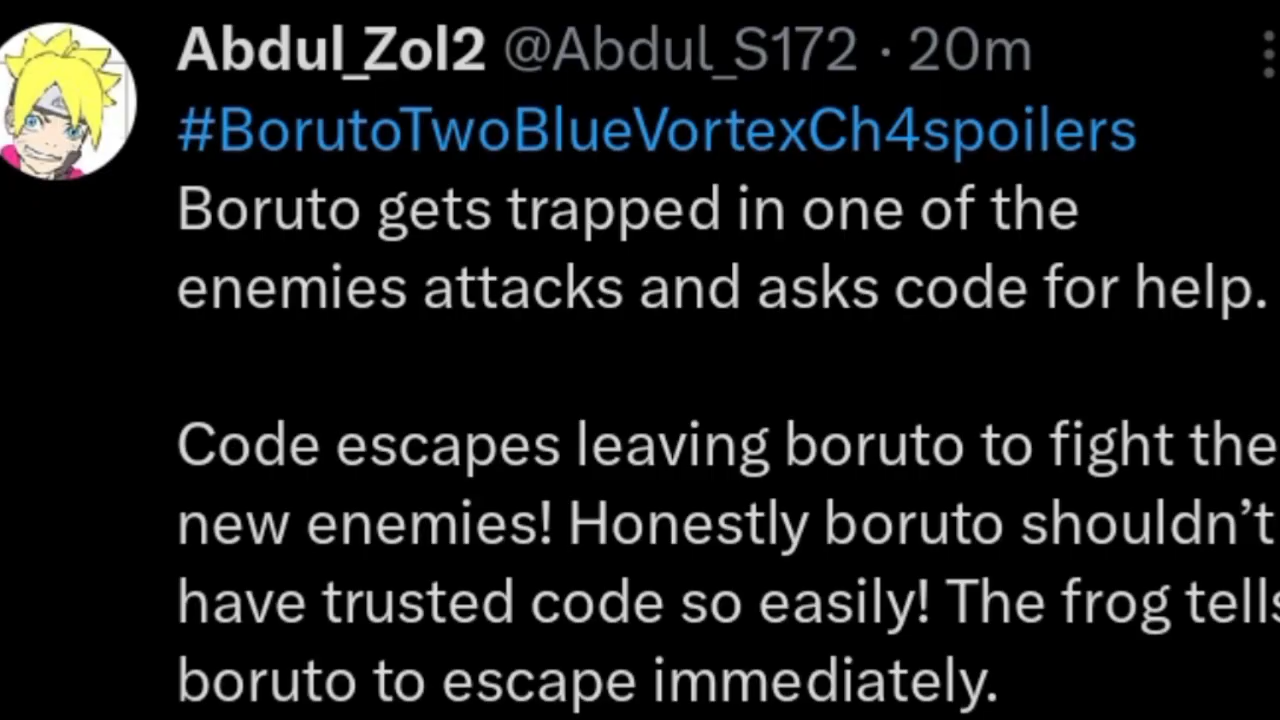 Abdul_Zol2 @Abdul_S172 · 20m
#BorutoTwoBlueVortexCh4spoilers
Boruto gets trapped in one of the
enemies attacks and asks code for help.
Code escapes leaving boruto to fight the
new enemies! Honestly boruto shouldn’t
have trusted code so easily! The frog tells
boruto to escape immediately.